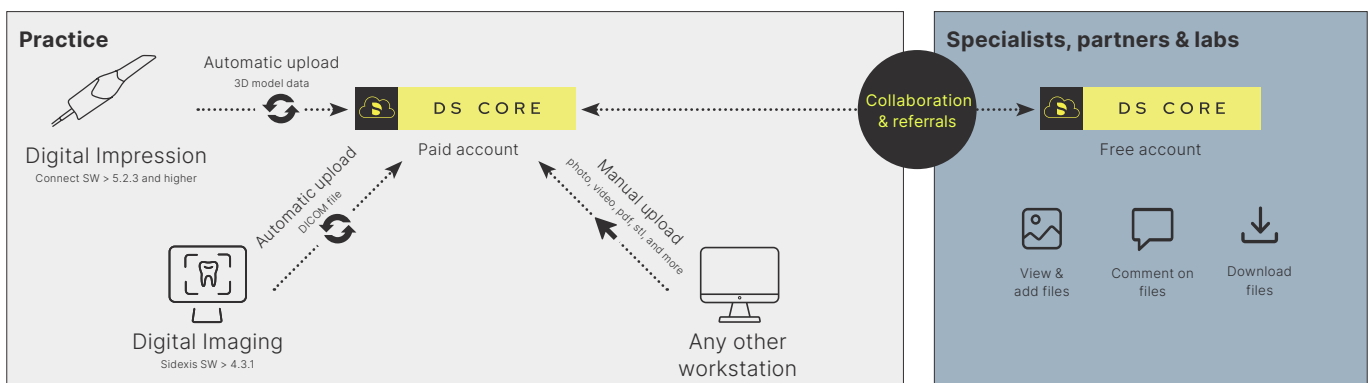 Practice
Automatic upload
3D model data
DS CORE
Paid account
Digital Impression
Connect SW > 5.2.3 and higher
Automatic upload
DICOM file
Manual upload
photo, video, pdf, stl, and more
Digital Imaging
Sidexis SW > 4.3.1
Any other
workstation
Collaboration
& referrals
Specialists, partners & labs
DS CORE
Free account
View &
add files
Comment on
files
Download
files